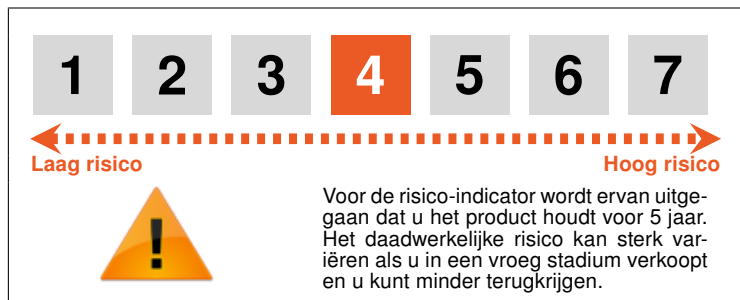 1 2 3 4 5 6 7
Laag risico Hoog risico
!
Voor de risico-indicator wordt ervan uitge-
gaan dat u het product houdt voor 5 jaar.
Het daadwerkelijke risico kan sterk var-
iëren als u in een vroeg stadium verkoopt
en u kunt minder terugkrijgen.